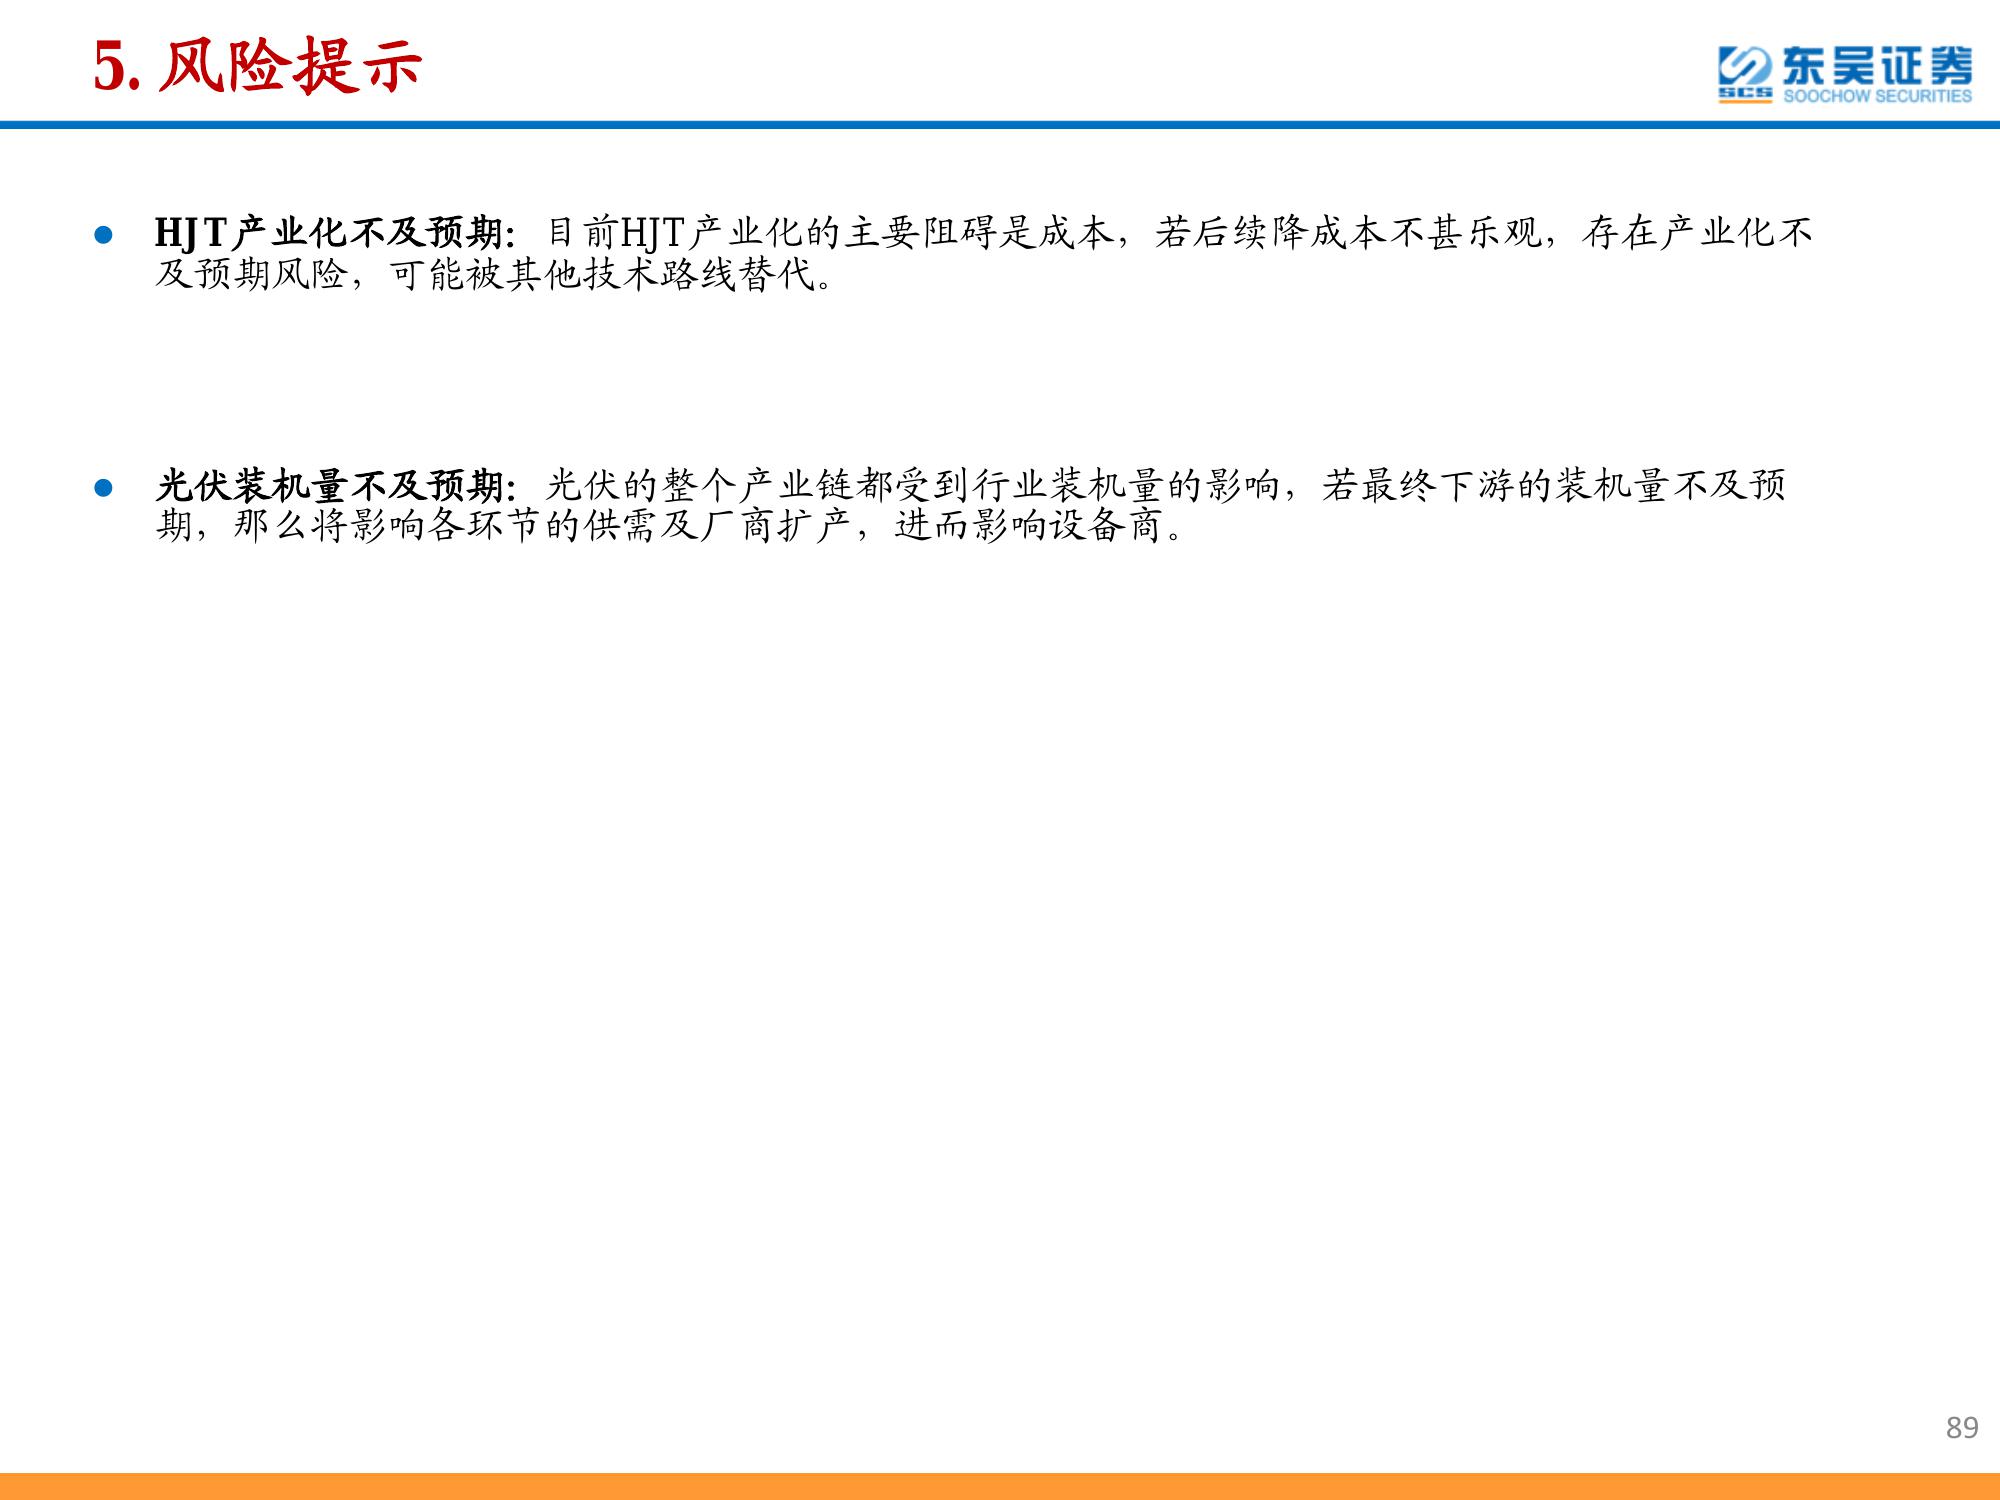 5. 风险提示
东吴证券
SCS SOOCHOW SECURITIES
● HJT产业化不及预期：目前HJT产业化的主要阻碍是成本，若后续降成本不甚乐观，存在产业化不
及预期风险，可能被其他技术路线替代。
● 光伏装机量不及预期：光伏的整个产业链都受到行业装机量的影响，若最终下游的装机量不及预
期，那么将影响各环节的供需及厂商扩产，进而影响设备商。
89